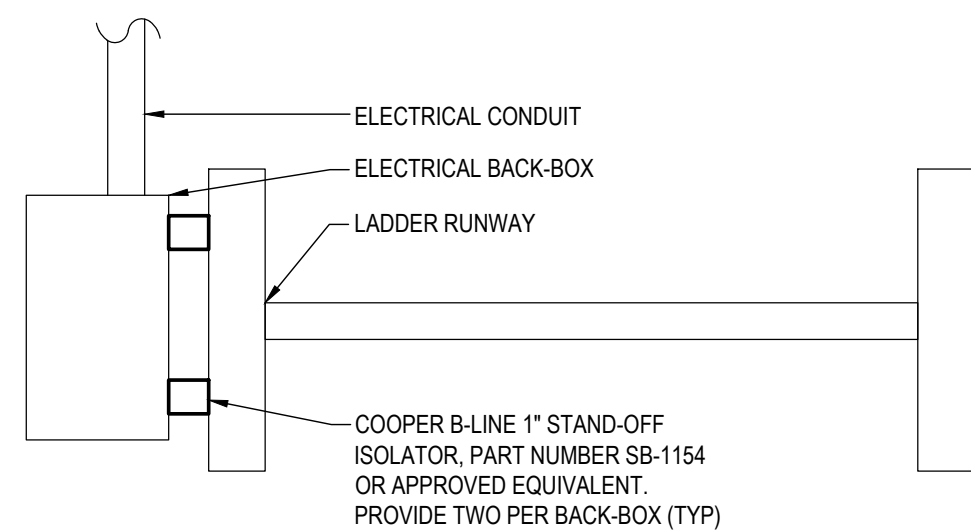 ELECTRICAL CONDUIT
ELECTRICAL BACK-BOX
LADDER RUNWAY
COOPER B-LINE 1" STAND-OFF
ISOLATOR, PART NUMBER SB-1154
OR APPROVED EQUIVALENT.
PROVIDE TWO PER BACK-BOX (TYP)